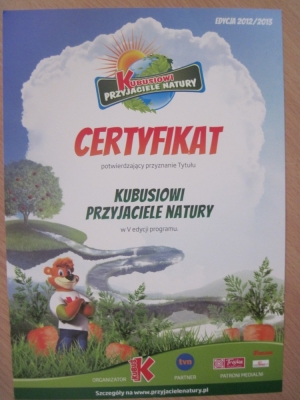 EDYCJA 2012/2013
KUBUSIOWI
PRZYJACIELE NATURY
CERTYFIKAT
potwierdzający przyznanie Tytułu
KUBUSIOWI
PRZYJACIELE NATURY
w V edycji programu.
ORGANIZATOR
K
tvn
PARTNER
PATRONI MEDIALNI
Szczegóły na www.przyjacielenatury.pl